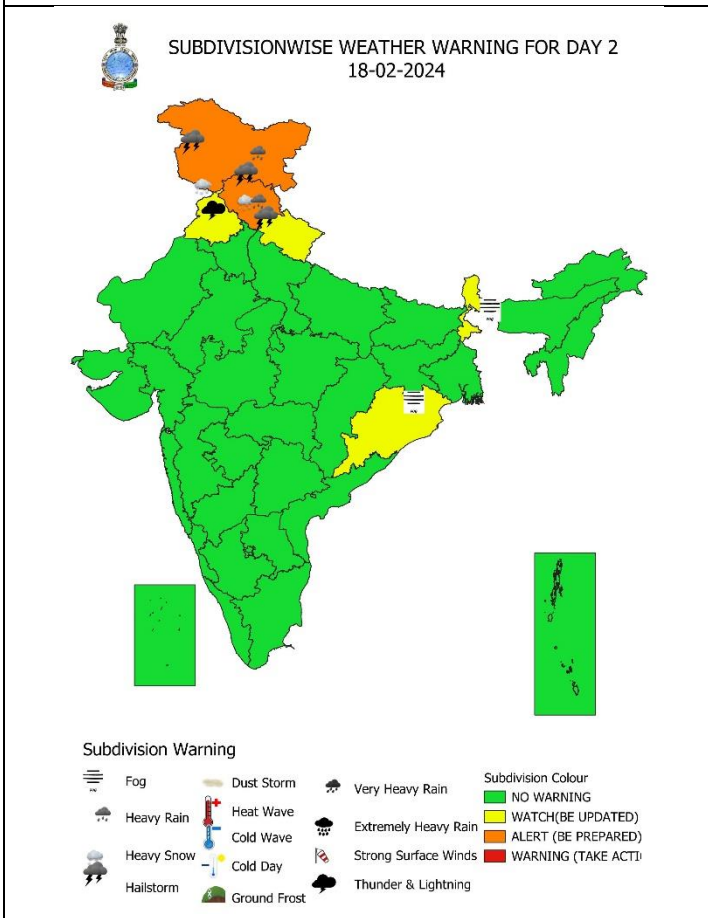 SUBDIVISIONWISE WEATHER WARNING FOR DAY 2
18-02-2024
Subdivision Warning
Fog
Heavy Rain
Heavy Snow
Hailstorm
Dust Storm
Heat Wave
Cold Wave
Cold Day
Ground Frost
Very Heavy Rain
Extremely Heavy Rain
Strong Surface Winds
Thunder & Lightning
Subdivision Colour
NO WARNING
WATCH(BE UPDATED)
ALERT (BE PREPARED)
WARNING (TAKE ACTI